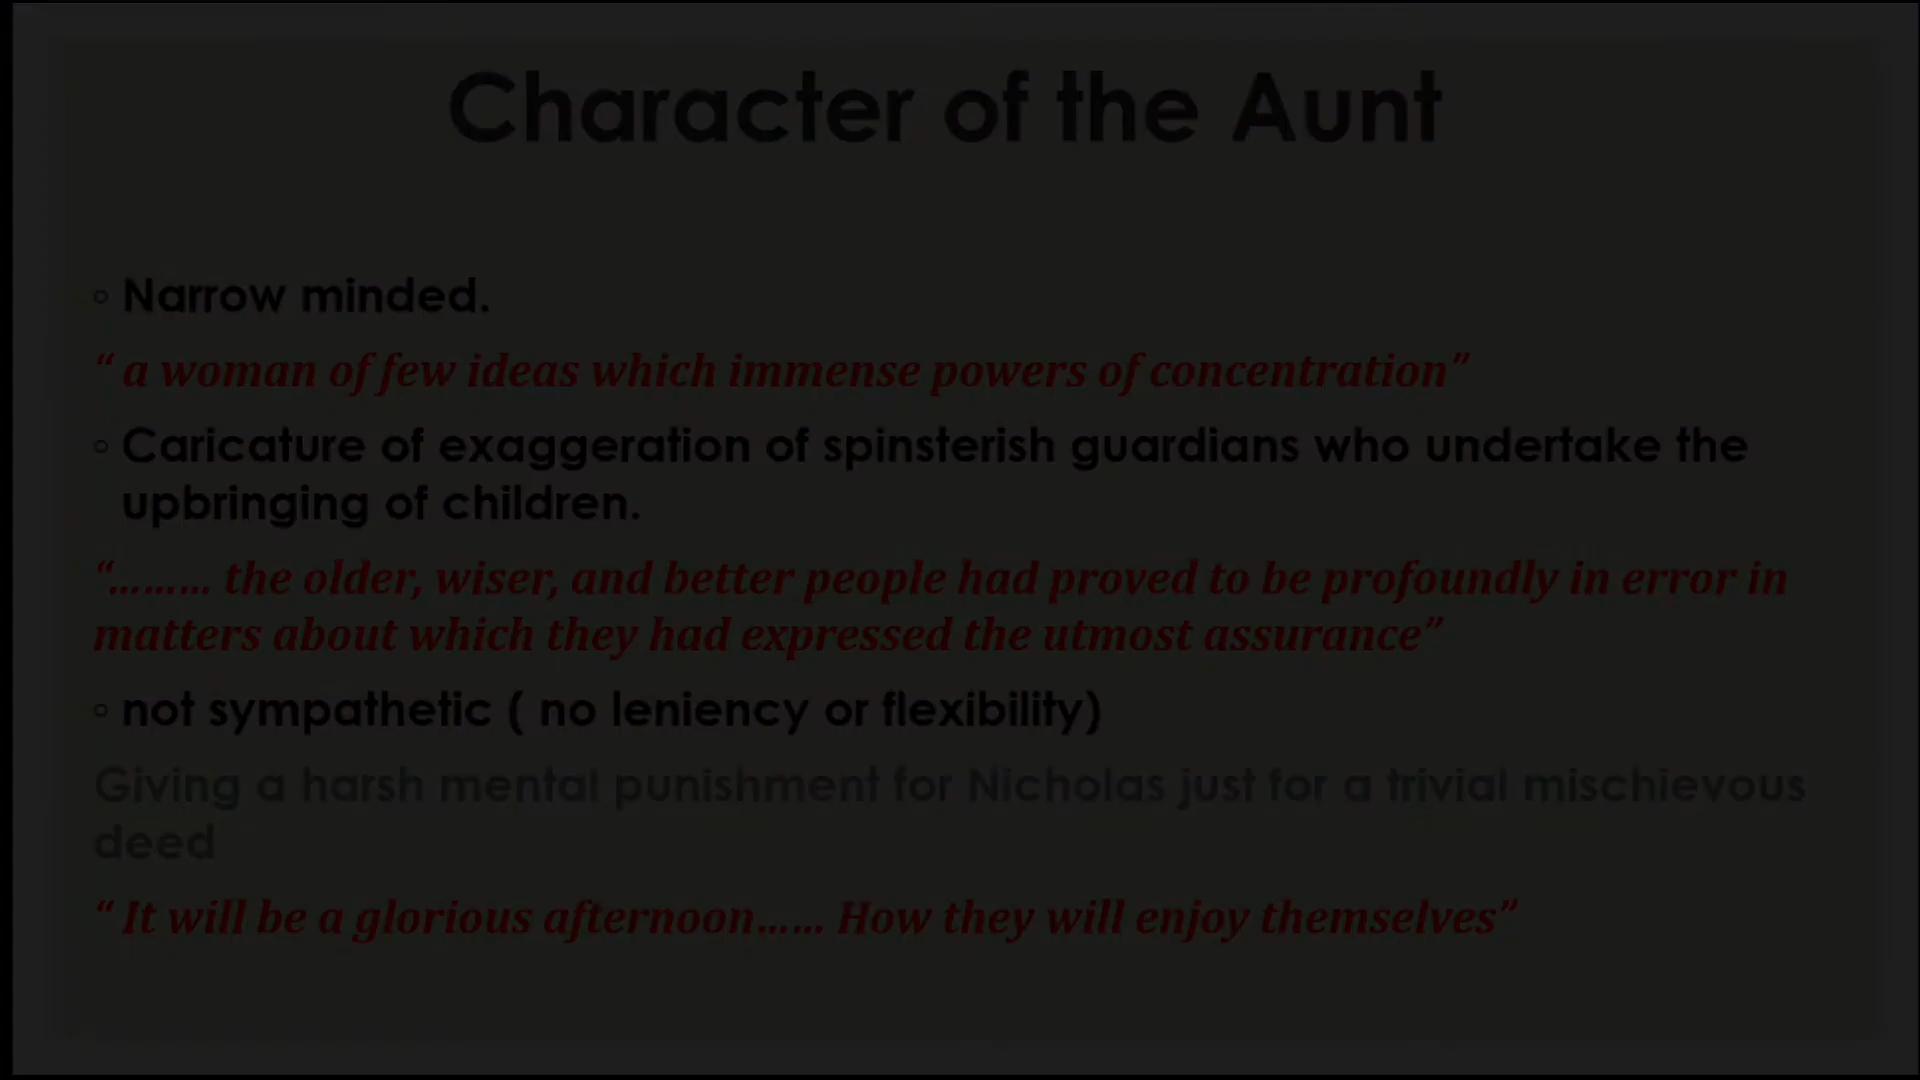 Character of the Aunt
◦ Narrow minded.
“ a woman of few ideas which immense powers of concentration”
◦ Caricature of exaggeration of spinsterish guardians who undertake the
upbringing of children.
“……… the older, wiser, and better people had proved to be profoundly in error in
matters about which they had expressed the utmost assurance”
◦ not sympathetic ( no leniency or flexibility)
Giving a harsh mental punishment for Nicholas just for a trivial mischievous
deed
“ It will be a glorious afternoon…… How they will enjoy themselves”